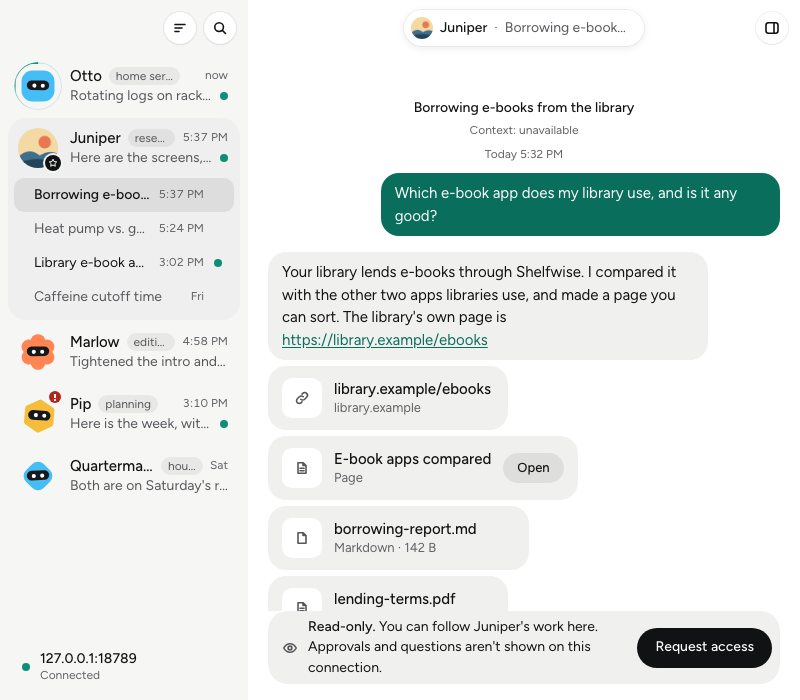 Juniper · Borrowing e-book...
Otto home ser... now
Rotating logs on rack...
Juniper rese... 5:37 PM
Here are the screens,...
Borrowing e-boo... 5:37 PM
Heat pump vs. g... 5:24 PM
Library e-book a... 3:02 PM
Caffeine cutoff time Fri
Marlow editi... 4:58 PM
Tightened the intro and...
Pip planning 3:10 PM
Here is the week, wit...
Quarterma... hou... Sat
Both are on Saturday's r...
127.0.0.1:18789
Connected
Borrowing e-books from the library
Context: unavailable
Today 5:32 PM
Which e-book app does my library use, and is it any
good?
Your library lends e-books through Shelfwise. I compared it
with the other two apps libraries use, and made a page you
can sort. The library's own page is
https://library.example/ebooks
library.example/ebooks
library.example
E-book apps compared
Page
Open
borrowing-report.md
Markdown · 142 B
lending-terms.pdf
Read-only. You can follow Juniper's work here.
Approvals and questions aren't shown on this
connection.
Request access